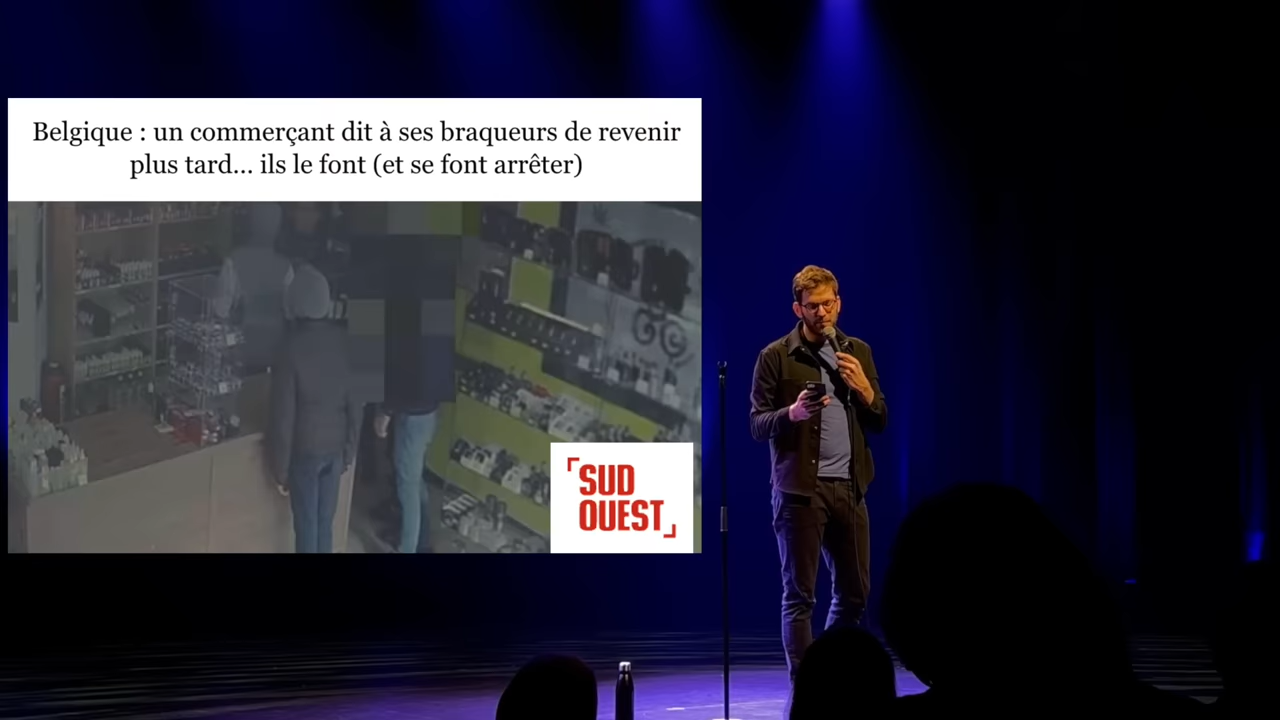 Belgique : un commerçant dit à ses braqueurs de revenir
plus tard... ils le font (et se font arrêter)
SUD
OUEST